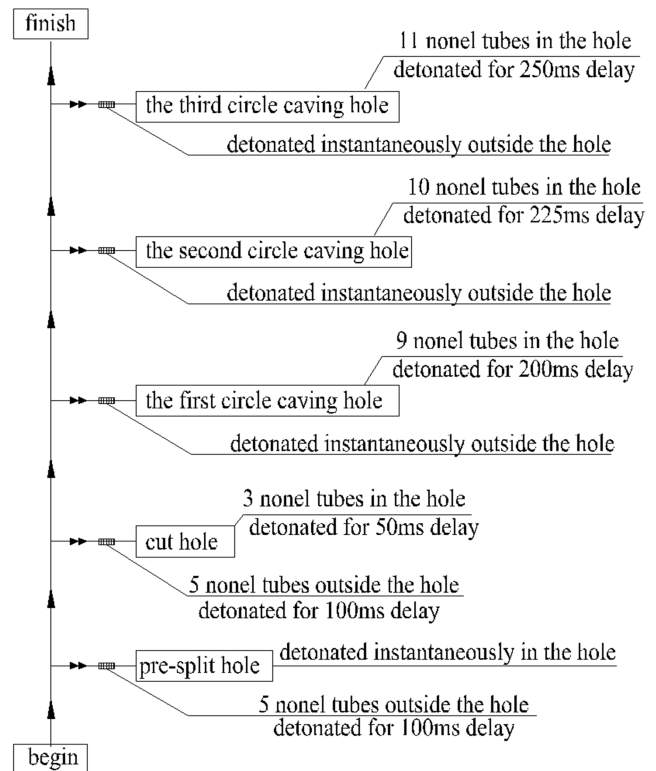 finish
11 nonel tubes in the hole
detonated for 250ms delay
the third circle caving hole
detonated instantaneously outside the hole
10 nonel tubes in the hole
detonated for 225ms delay
the second circle caving hole
detonated instantaneously outside the hole
9 nonel tubes in the hole
detonated for 200ms delay
the first circle caving hole
detonated instantaneously outside the hole
3 nonel tubes in the hole
detonated for 50ms delay
cut hole
5 nonel tubes outside the hole
detonated for 100ms delay
detonated instantaneously in the hole
pre-split hole
5 nonel tubes outside the hole
detonated for 100ms delay
begin